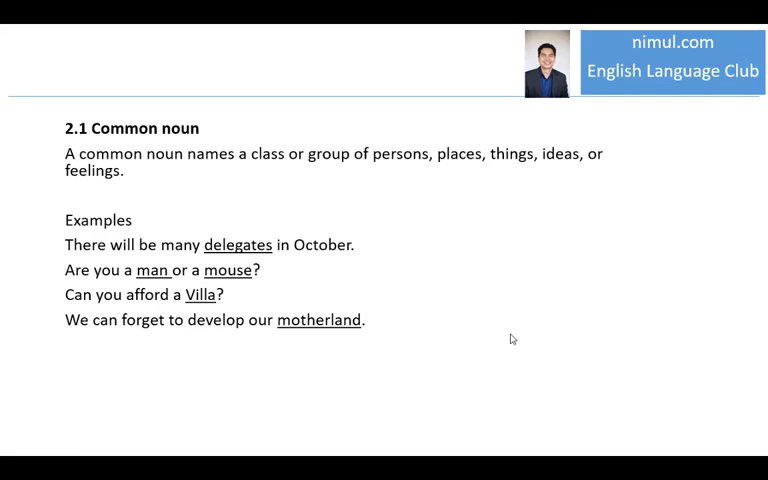 nimul.com
English Language Club
2.1 Common noun
A common noun names a class or group of persons, places, things, ideas, or
feelings.
Examples
There will be many delegates in October.
Are you a man or a mouse?
Can you afford a Villa?
We can forget to develop our motherland.